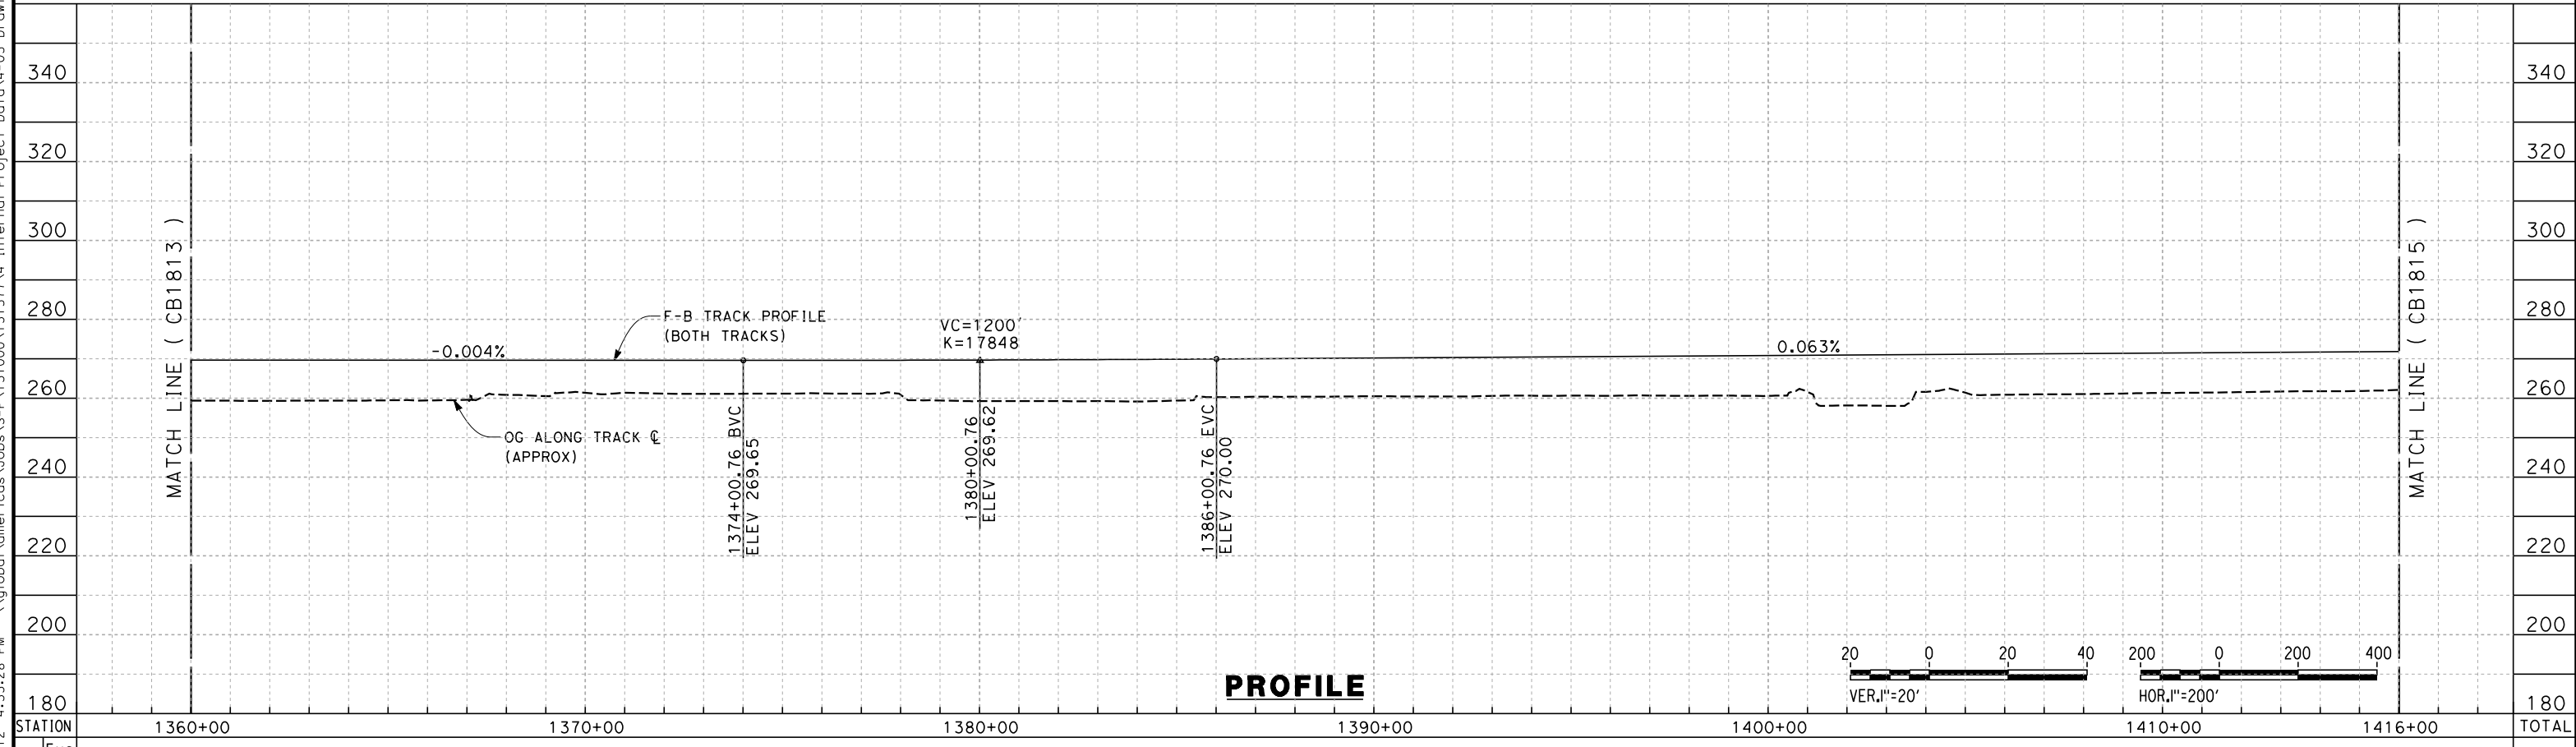 340
320
300
280
260
240
220
200
180
STATION
MATCH LINE ( CB1813 )
-0.004%
F-B TRACK PROFILE
(BOTH TRACKS)
OG ALONG TRACK ℄
(APPROX)
1374+00.76 BVC
ELEV 269.65
VC=1200'
K=17848
1380+00.76
ELEV 269.62
1386+00.76 EVC
ELEV 270.00
0.063%
MATCH LINE ( CB1815 )
340
320
300
280
260
240
220
200
180
TOTAL
PROFILE
20 0 20 40
VER.1"=20'
200 0 200 400
HOR.1"=200'
1360+00 1370+00 1380+00 1390+00 1400+00 1410+00 1416+00